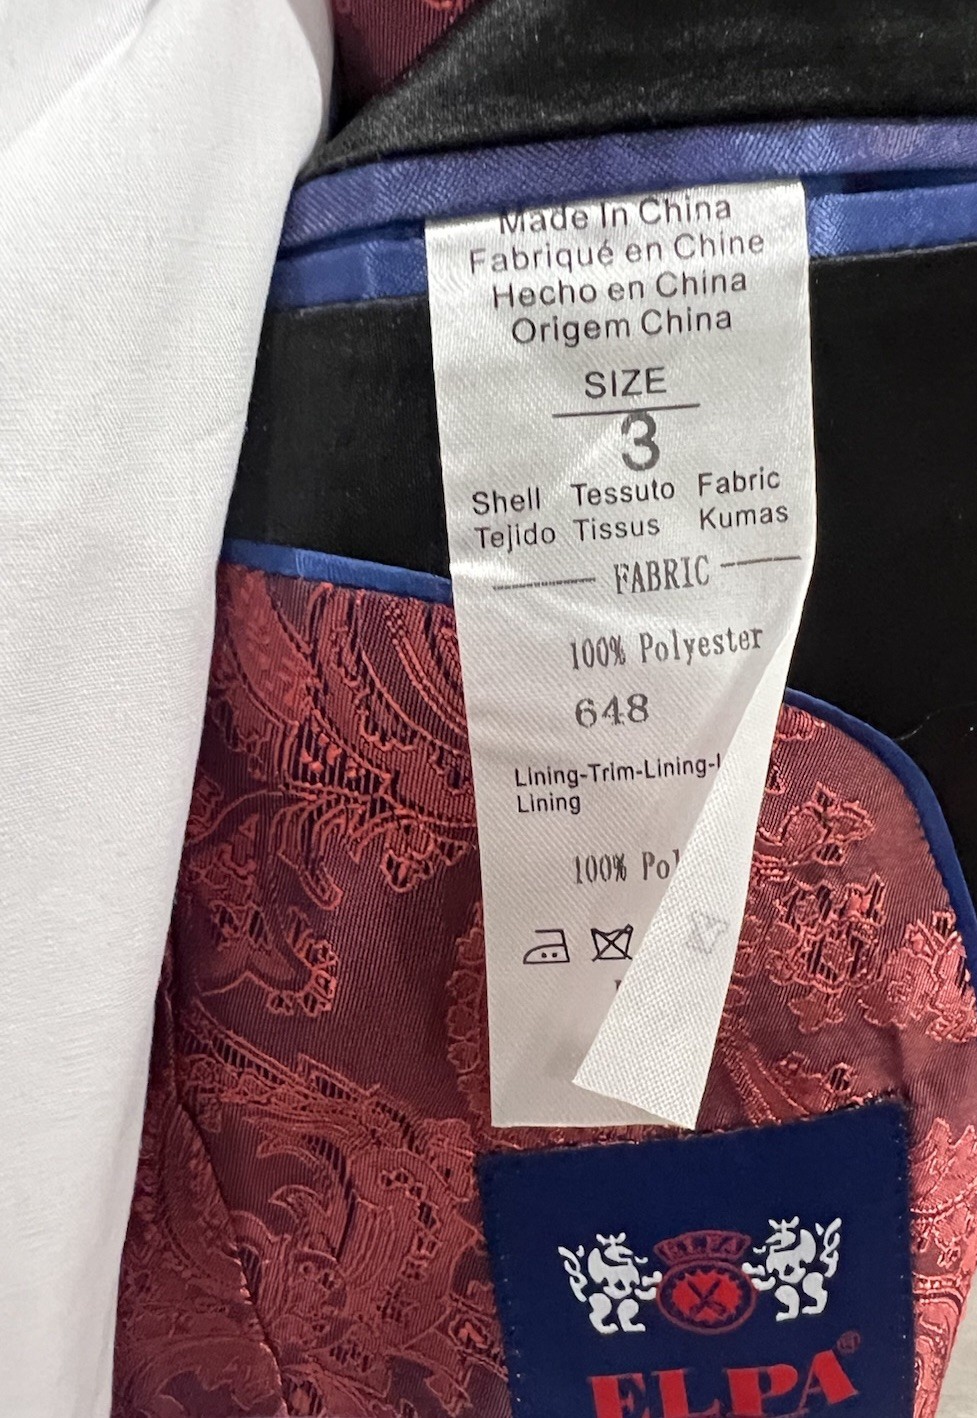 Made In China
Fabriqué en Chine
Hecho en China
Origem China
SIZE
3
Shell Tessuto Fabric
Tejido Tissus Kumas
FABRIC
100% Polyester
648
Lining-Trim-Lining-
Lining
100%
ELPA
ELPA